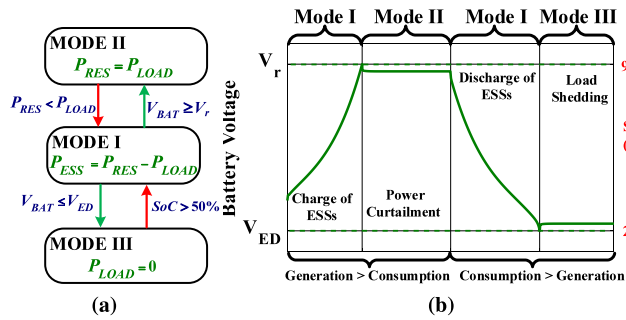 MODE II
P_RES = P_LOAD
P_RES < P_LOAD
V_BAT ≥ V_r
MODE I
P_ESS = P_RES − P_LOAD
V_BAT ≤ V_ED
SoC > 50%
MODE III
P_LOAD = 0
(a)
Mode I
Mode II
Mode I
Mode III
Battery Voltage
V_r
V_ED
Charge of
ESSs
Power
Curtailment
Discharge of
ESSs
Load
Shedding
Generation > Consumption
Consumption > Generation
(b)